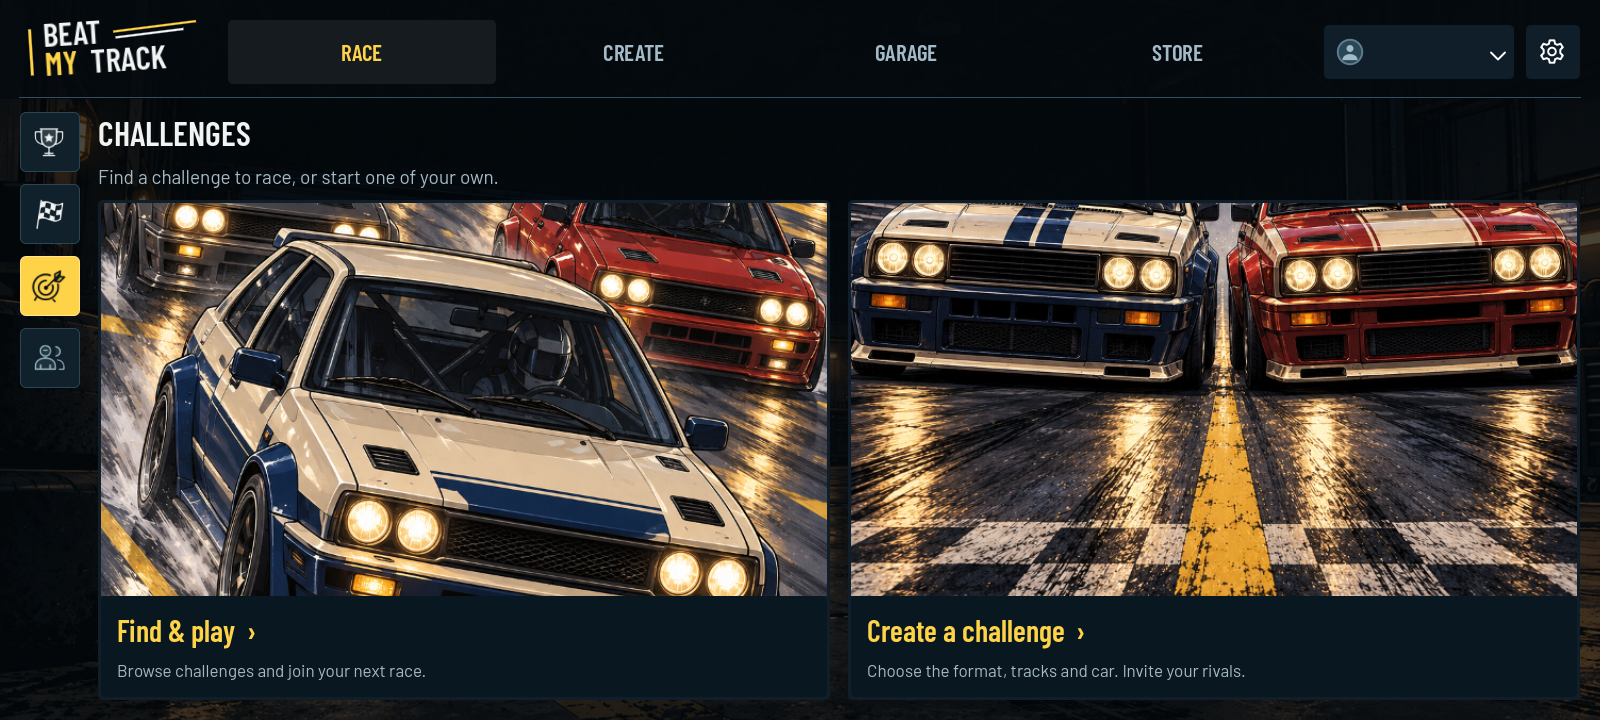 BEAT
MY TRACK
RACE
CREATE
GARAGE
STORE
CHALLENGES
Find a challenge to race, or start one of your own.
Find & play ›
Browse challenges and join your next race.
Create a challenge ›
Choose the format, tracks and car. Invite your rivals.